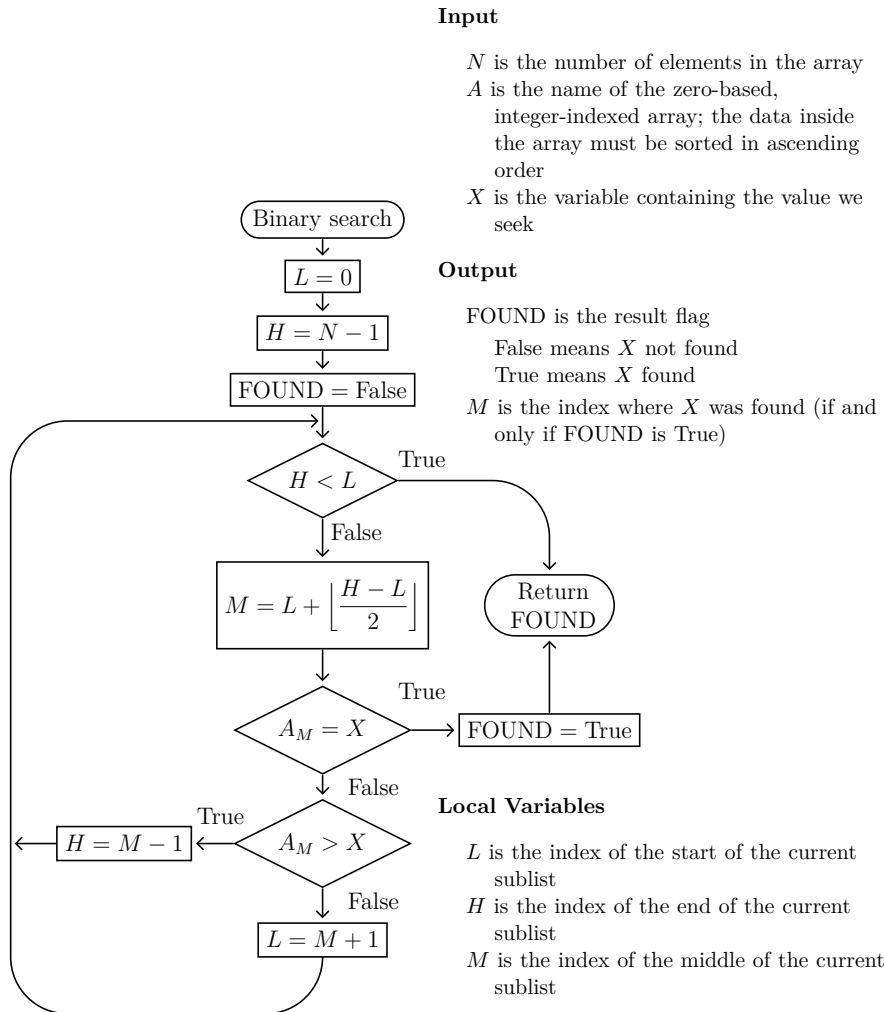 Input
N is the number of elements in the array
A is the name of the zero-based,
integer-indexed array; the data inside
the array must be sorted in ascending
order
X is the variable containing the value we
seek
Output
FOUND is the result flag
False means X not found
True means X found
M is the index where X was found (if and
only if FOUND is True)
Binary search
L = 0
H = N − 1
FOUND = False
H < L
True
False
M = L + ⌊(H − L)/2⌋
Return
FOUND
A_M = X
True
FOUND = True
False
A_M > X
True
H = M − 1
False
L = M + 1
Local Variables
L is the index of the start of the current
sublist
H is the index of the end of the current
sublist
M is the index of the middle of the current
sublist